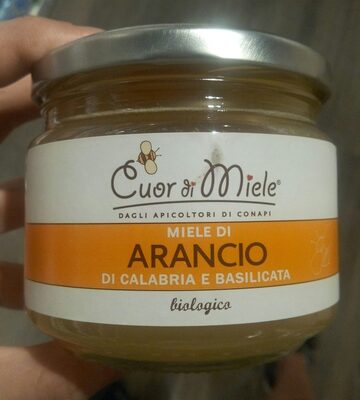 Cuor di Miele®
DAGLI APICOLTORI DI CONAPI
MIELE DI
ARANCIO
DI CALABRIA E BASILICATA
biologico